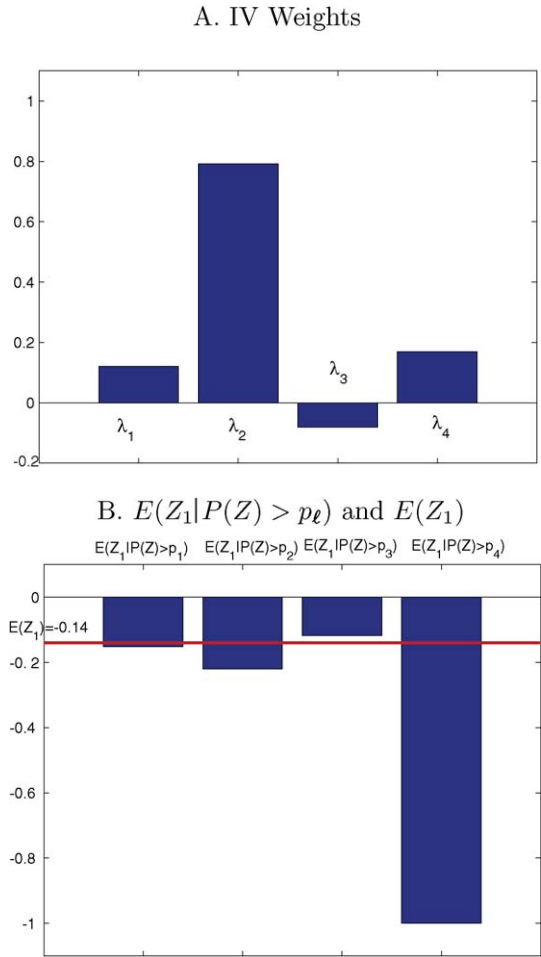 A. IV Weights
1
0.8
0.6
0.4
0.2
0
-0.2
λ₁
λ₂
λ₃
λ₄
B. E(Z₁|P(Z) > p_ℓ) and E(Z₁)
E(Z₁|P(Z)>p₁) E(Z₁|P(Z)>p₂) E(Z₁|P(Z)>p₃) E(Z₁|P(Z)>p₄)
0
E(Z₁)=-0.14
-0.2
-0.4
-0.6
-0.8
-1